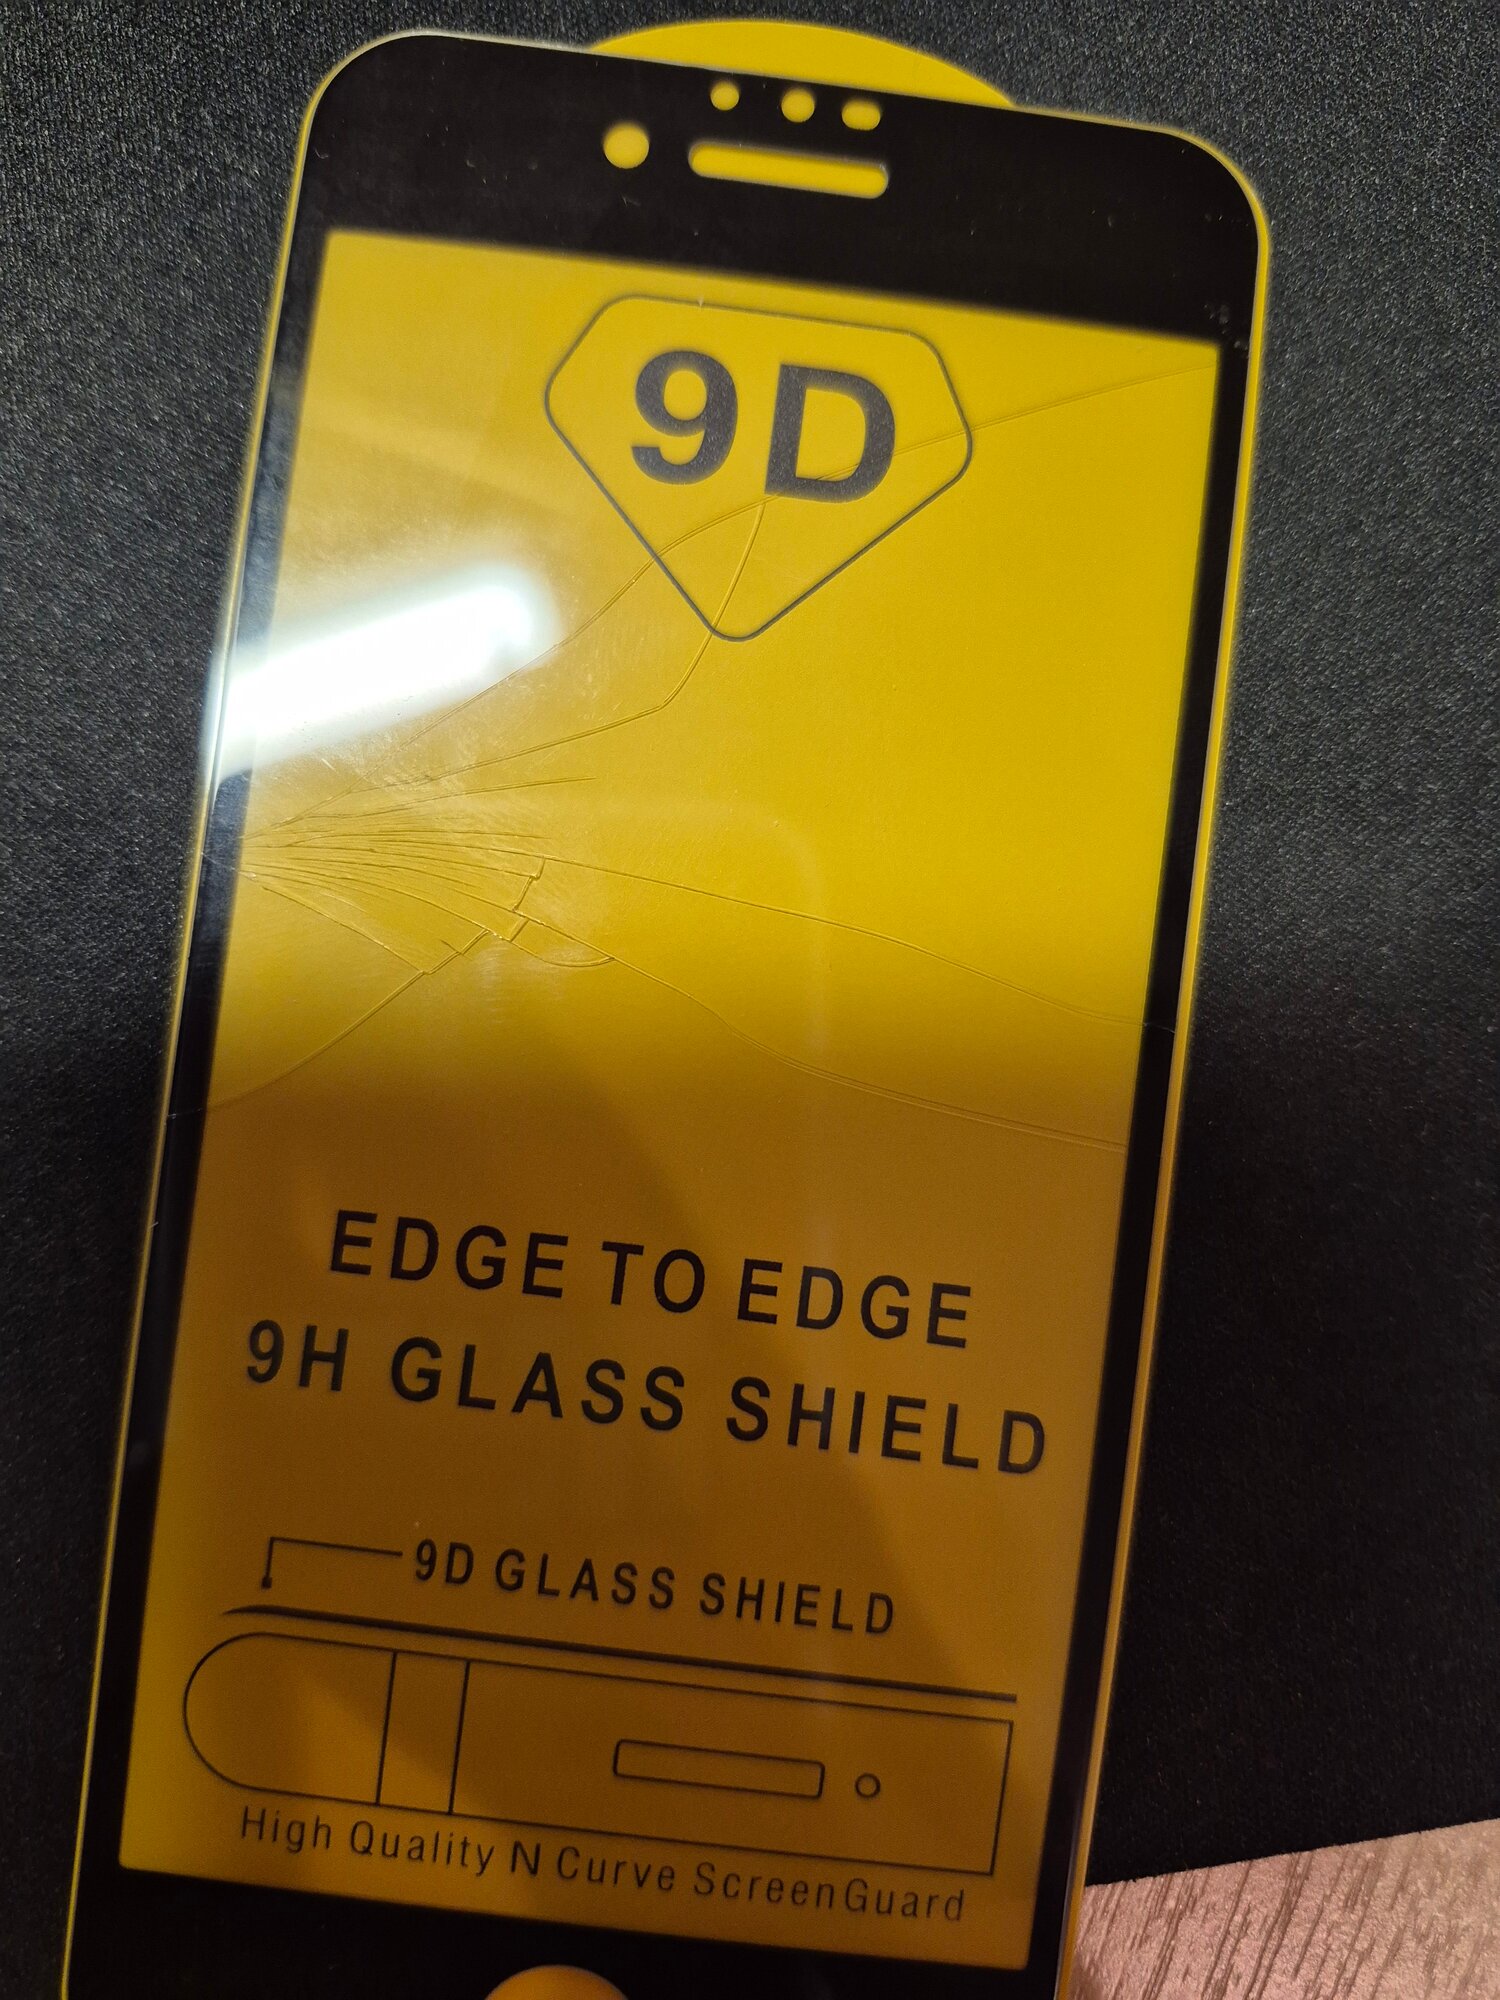 9D
EDGE TO EDGE
9H GLASS SHIELD
9D GLASS SHIELD
High Quality N Curve ScreenGuard